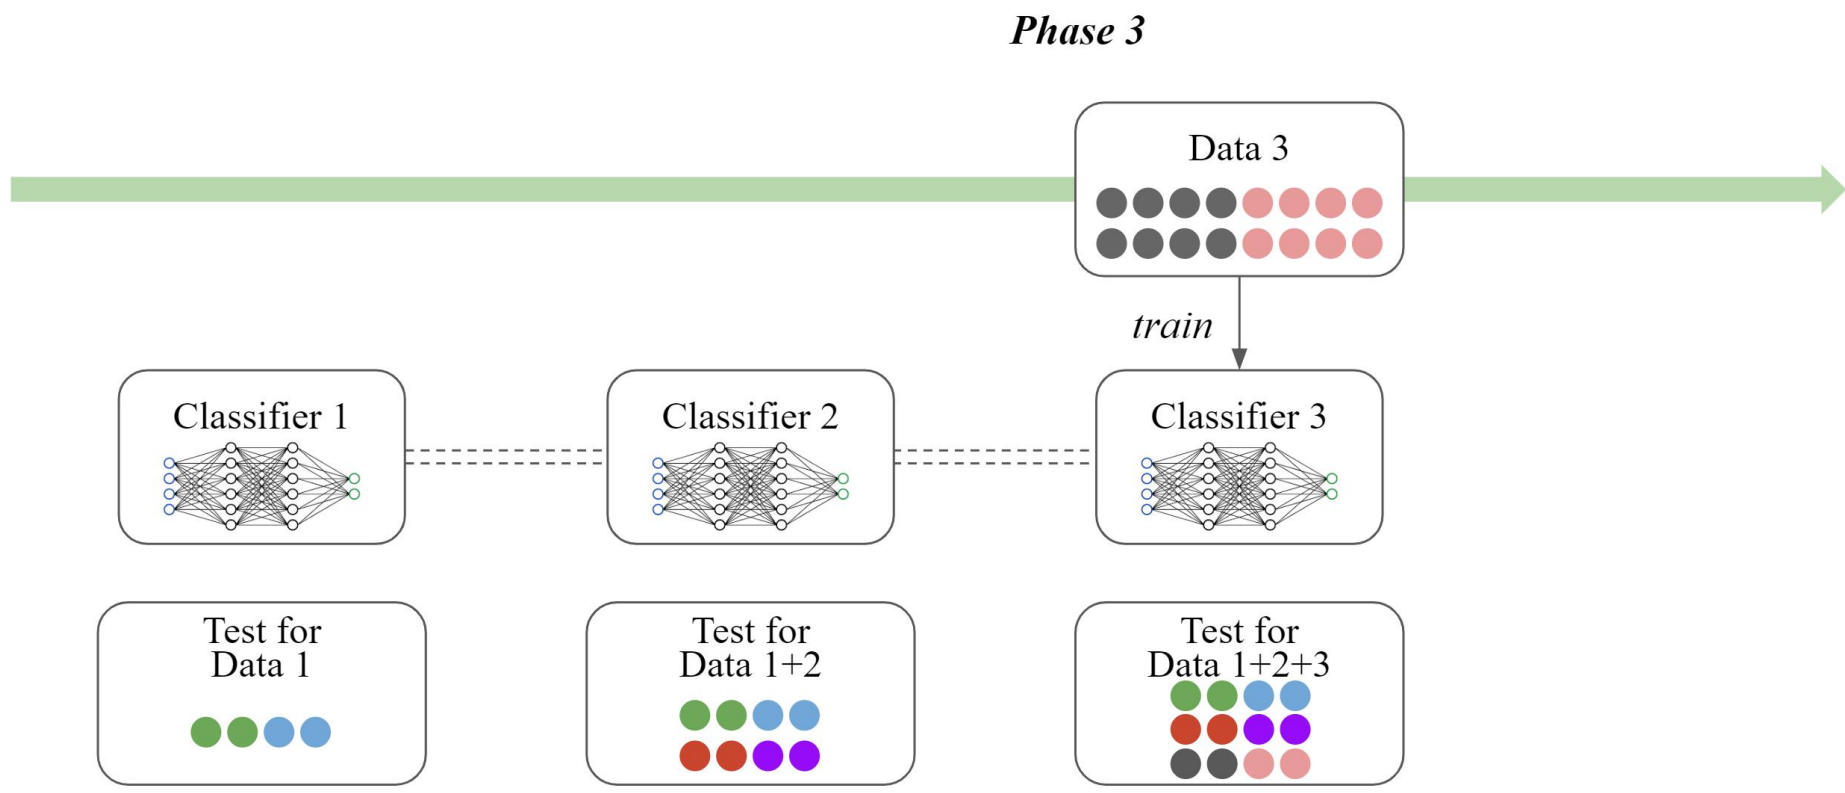 Phase 3
Data 3
train
Classifier 1
Classifier 2
Classifier 3
Test for
Data 1
Test for
Data 1+2
Test for
Data 1+2+3